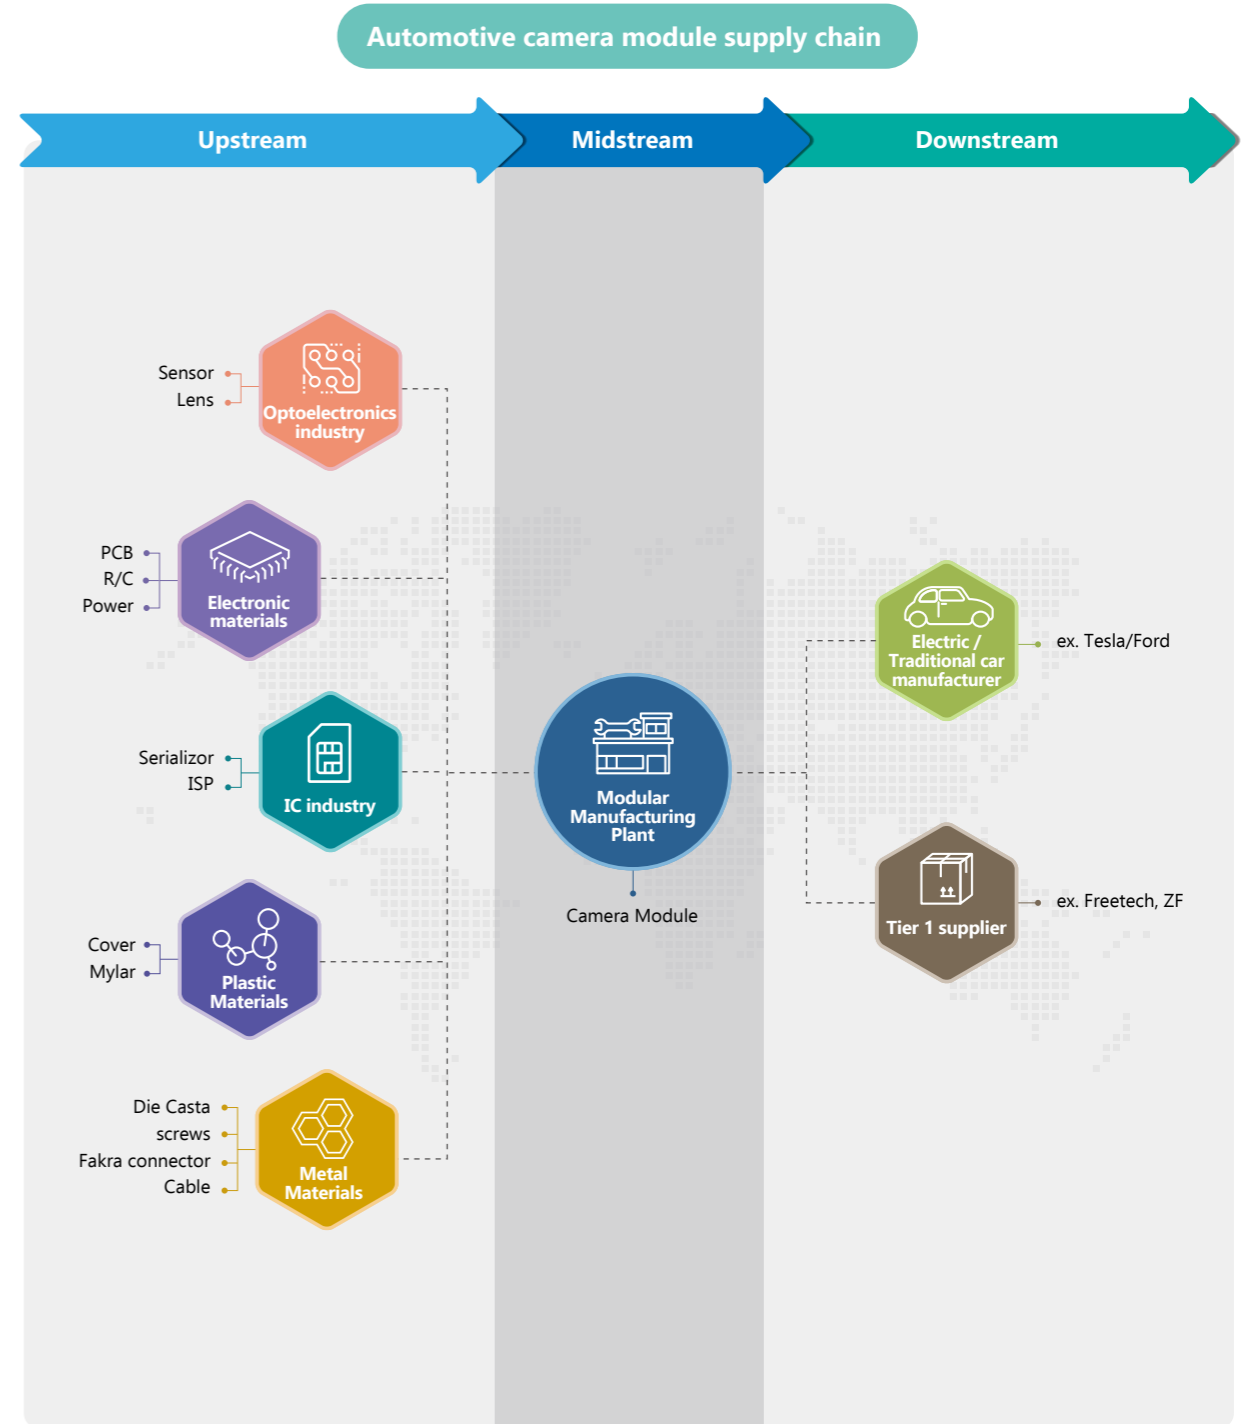 Automotive camera module supply chain
Upstream
Midstream
Downstream
Sensor
Lens
Optoelectronics
industry
PCB
R/C
Power
Electronic
materials
Serializor
ISP
IC industry
Cover
Mylar
Plastic
Materials
Die Casta
screws
Fakra connector
Cable
Metal
Materials
Modular
Manufacturing
Plant
Camera Module
Electric /
Traditional car
manufacturer
ex. Tesla/Ford
Tier 1 supplier
ex. Freetech, ZF